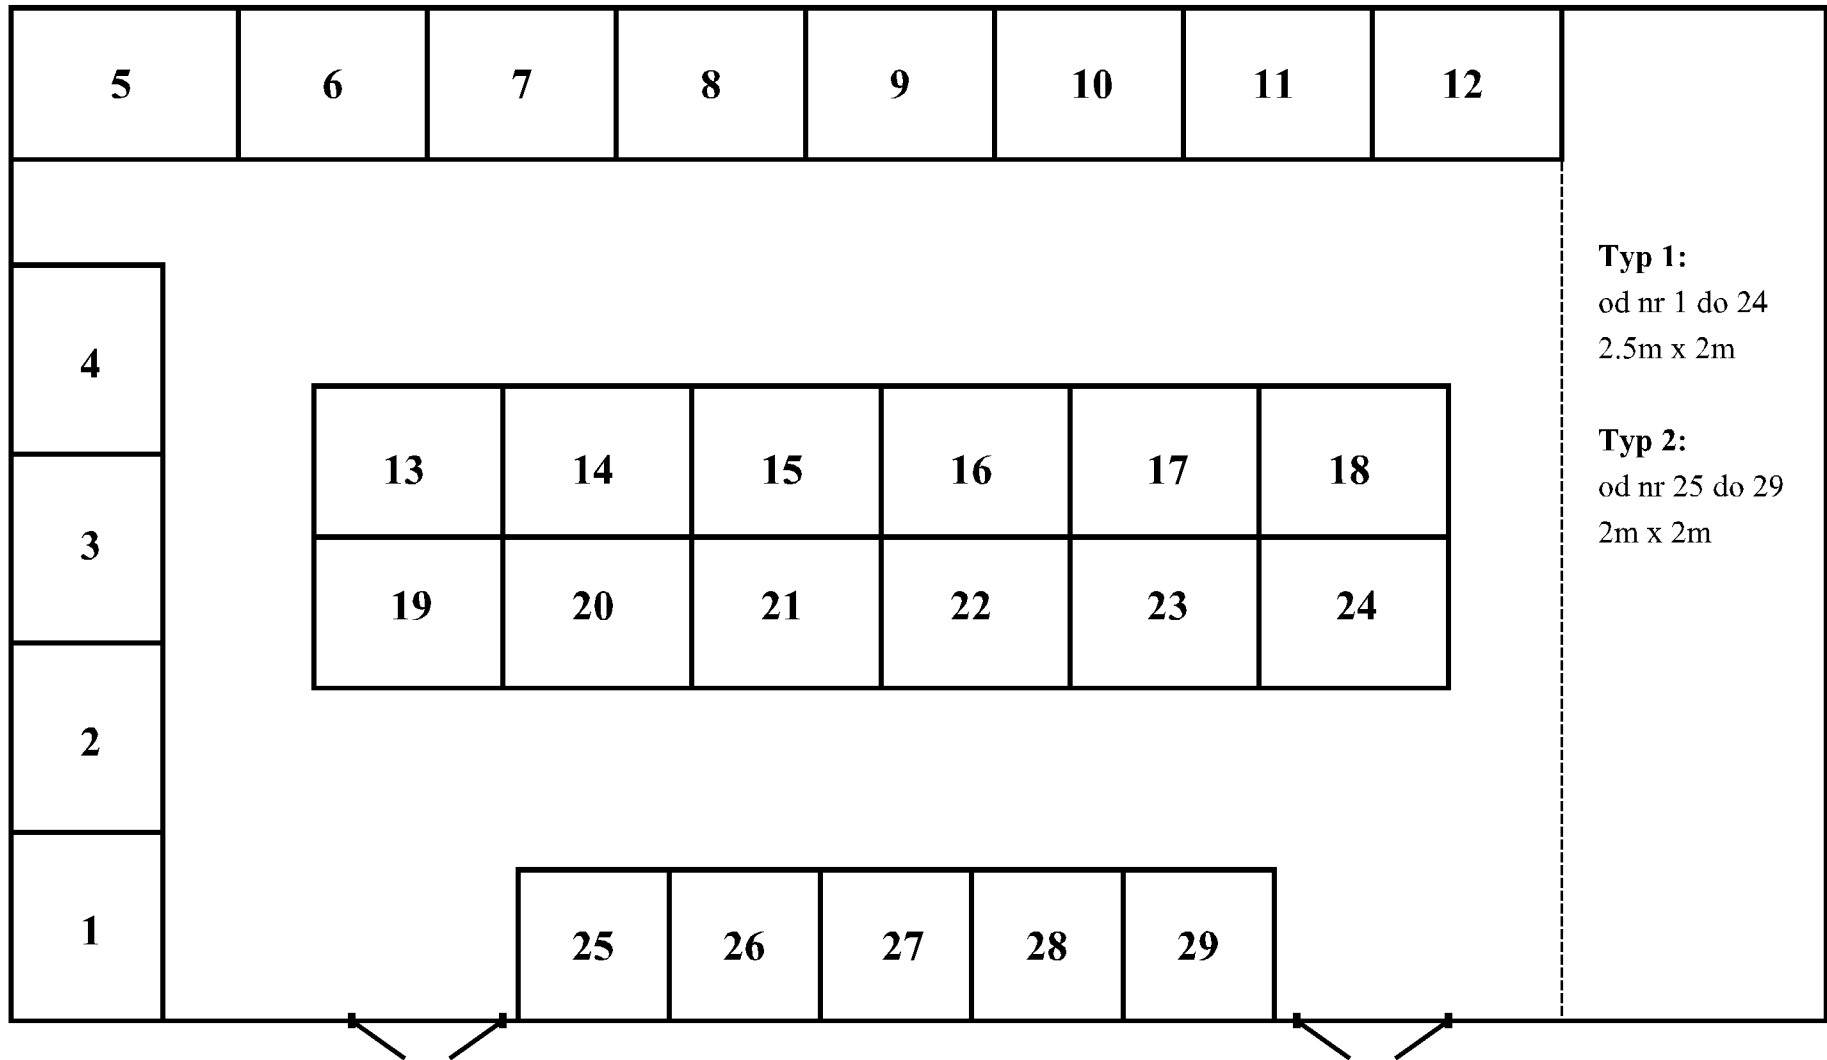 5 6 7 8 9 10 11 12
Typ 1:
od nr 1 do 24
2.5m x 2m
Typ 2:
od nr 25 do 29
2m x 2m
4
3
2
1
13 14 15 16 17 18
19 20 21 22 23 24
25 26 27 28 29